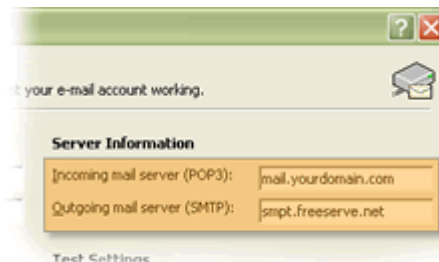 your e-mail account working.
Server Information
Incoming mail server (POP3): mail.yourdomain.com
Outgoing mail server (SMTP): smpt.freeserve.net
Test Settings